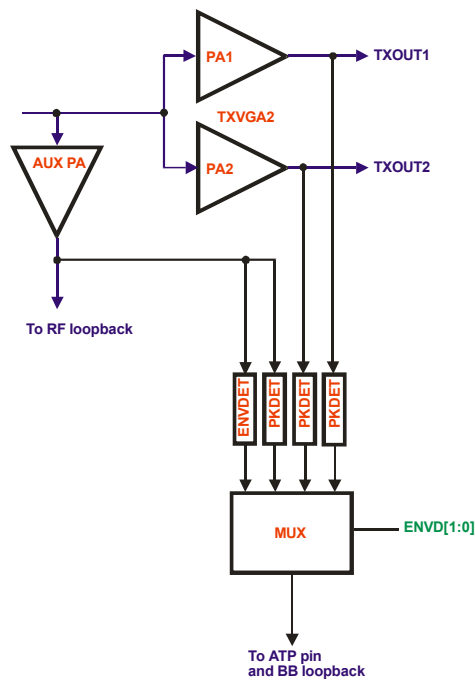 PA1
TXOUT1
TXVGA2
AUX PA
PA2
TXOUT2
To RF loopback
ENVDET
PKDET
PKDET
PKDET
MUX
ENVD[1:0]
To ATP pin
and BB loopback